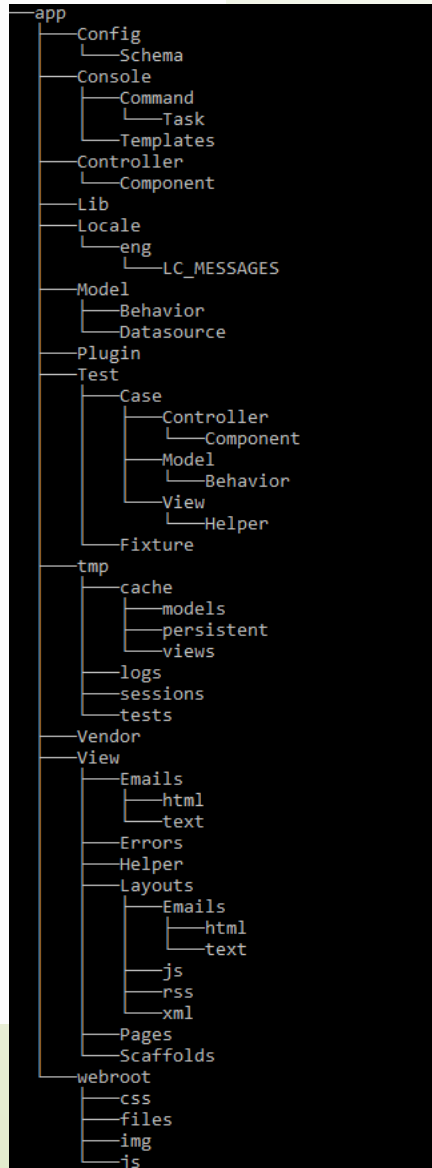 app
Config
Schema
Console
Command
Task
Templates
Controller
Component
Lib
Locale
eng
LC_MESSAGES
Model
Behavior
Datasource
Plugin
Test
Case
Controller
Component
Model
Behavior
View
Helper
Fixture
tmp
cache
models
persistent
views
logs
sessions
tests
Vendor
View
Emails
html
text
Errors
Helper
Layouts
Emails
html
text
js
rss
xml
Pages
Scaffolds
webroot
css
files
img
js